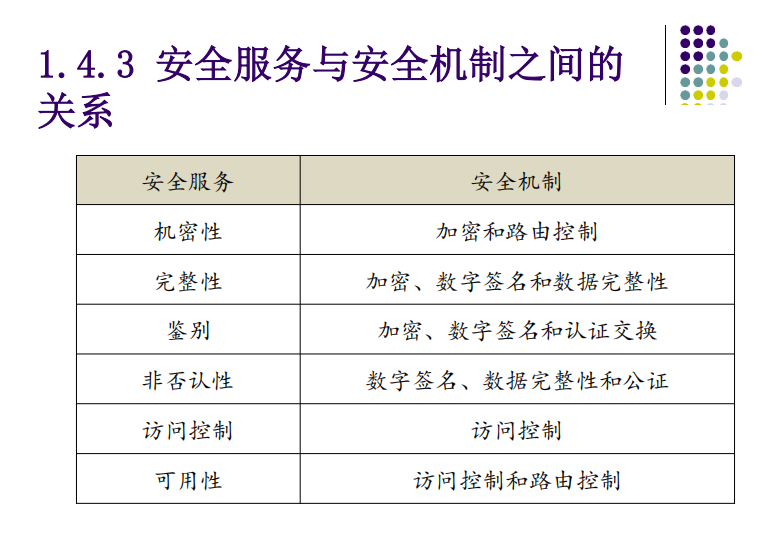 1.4.3 安全服务与安全机制之间的
关系
安全服务 安全机制
机密性 加密和路由控制
完整性 加密、数字签名和数据完整性
鉴别 加密、数字签名和认证交换
非否认性 数字签名、数据完整性和公证
访问控制 访问控制
可用性 访问控制和路由控制